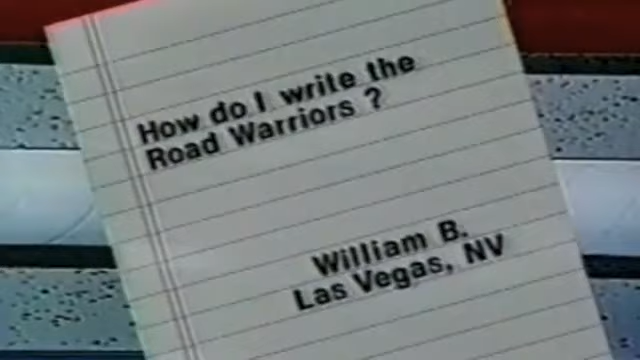 How do I write the
Road Warriors ?
William B.
Las Vegas, NV